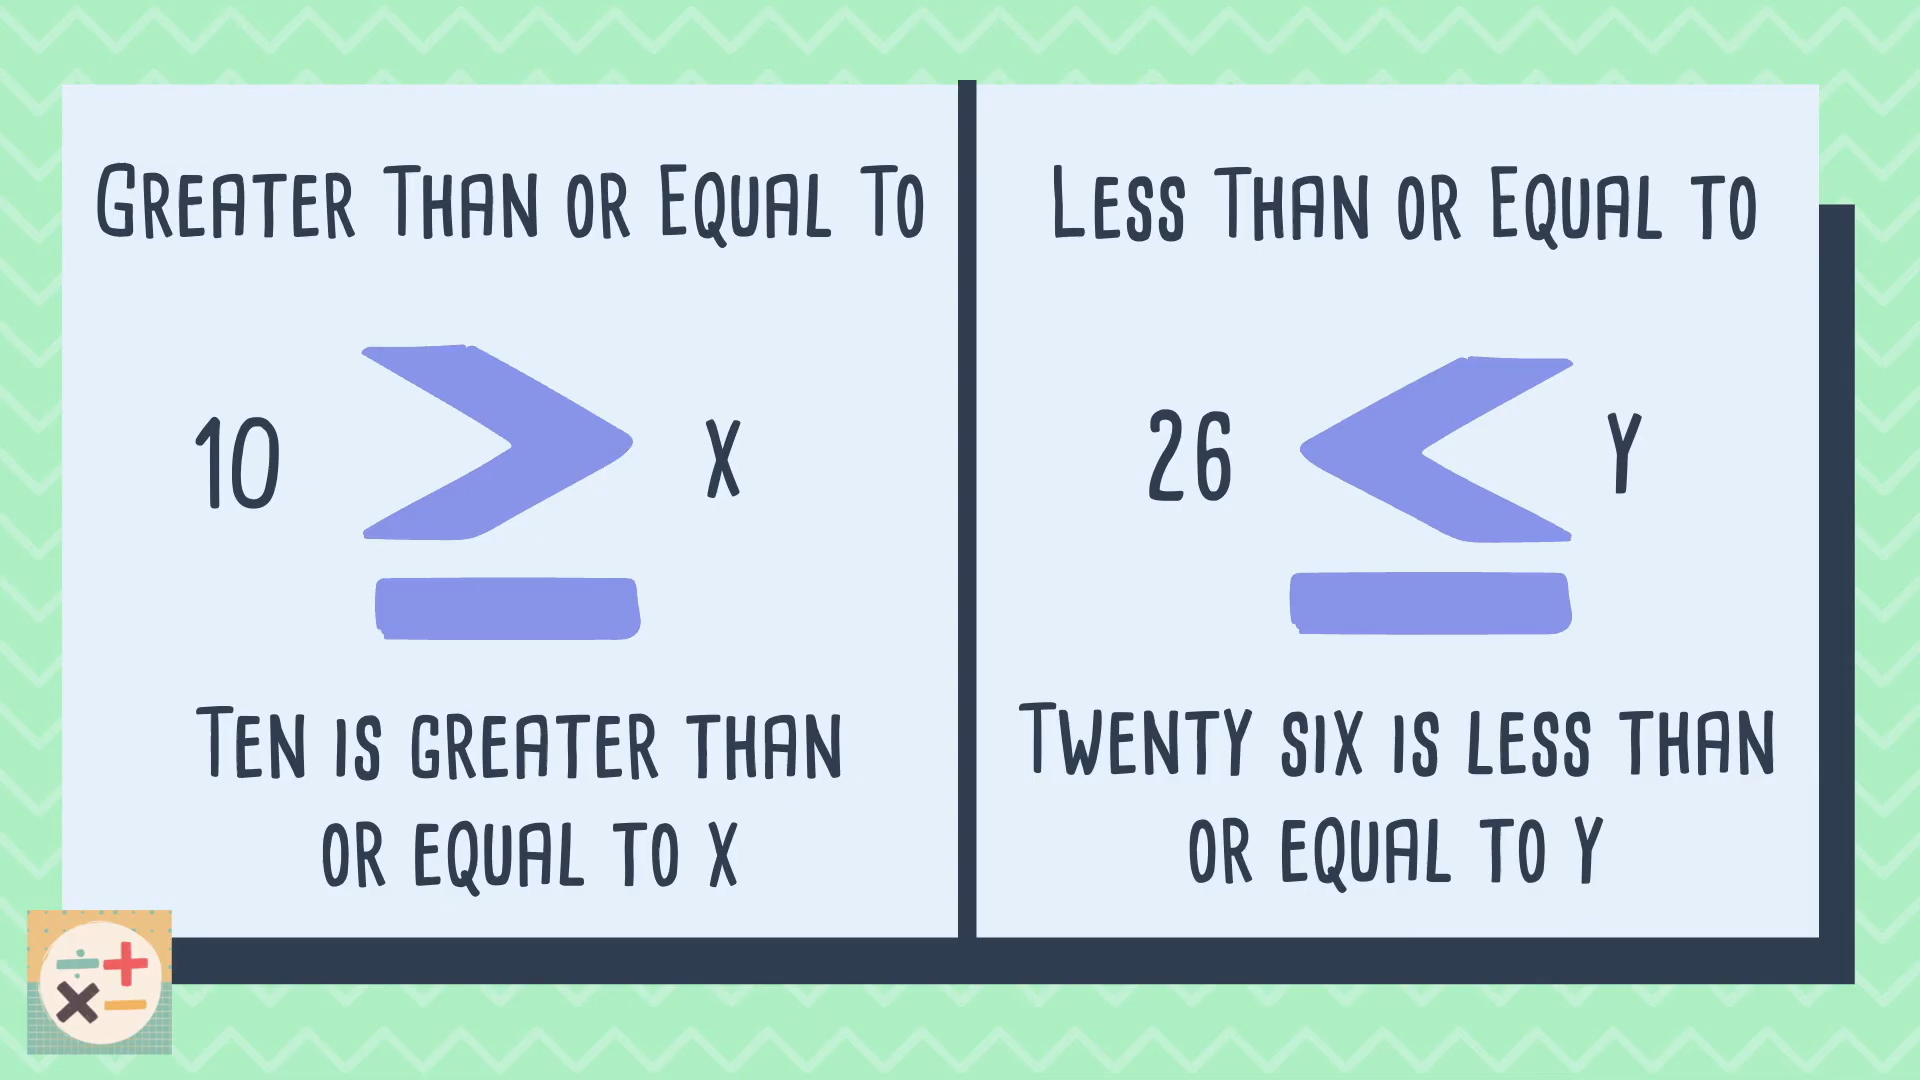 Greater Than or Equal To
10 ≥ X
Ten is greater than
or equal to X
Less Than or Equal to
26 ≤ Y
Twenty six is less than
or equal to Y
÷ +
× −